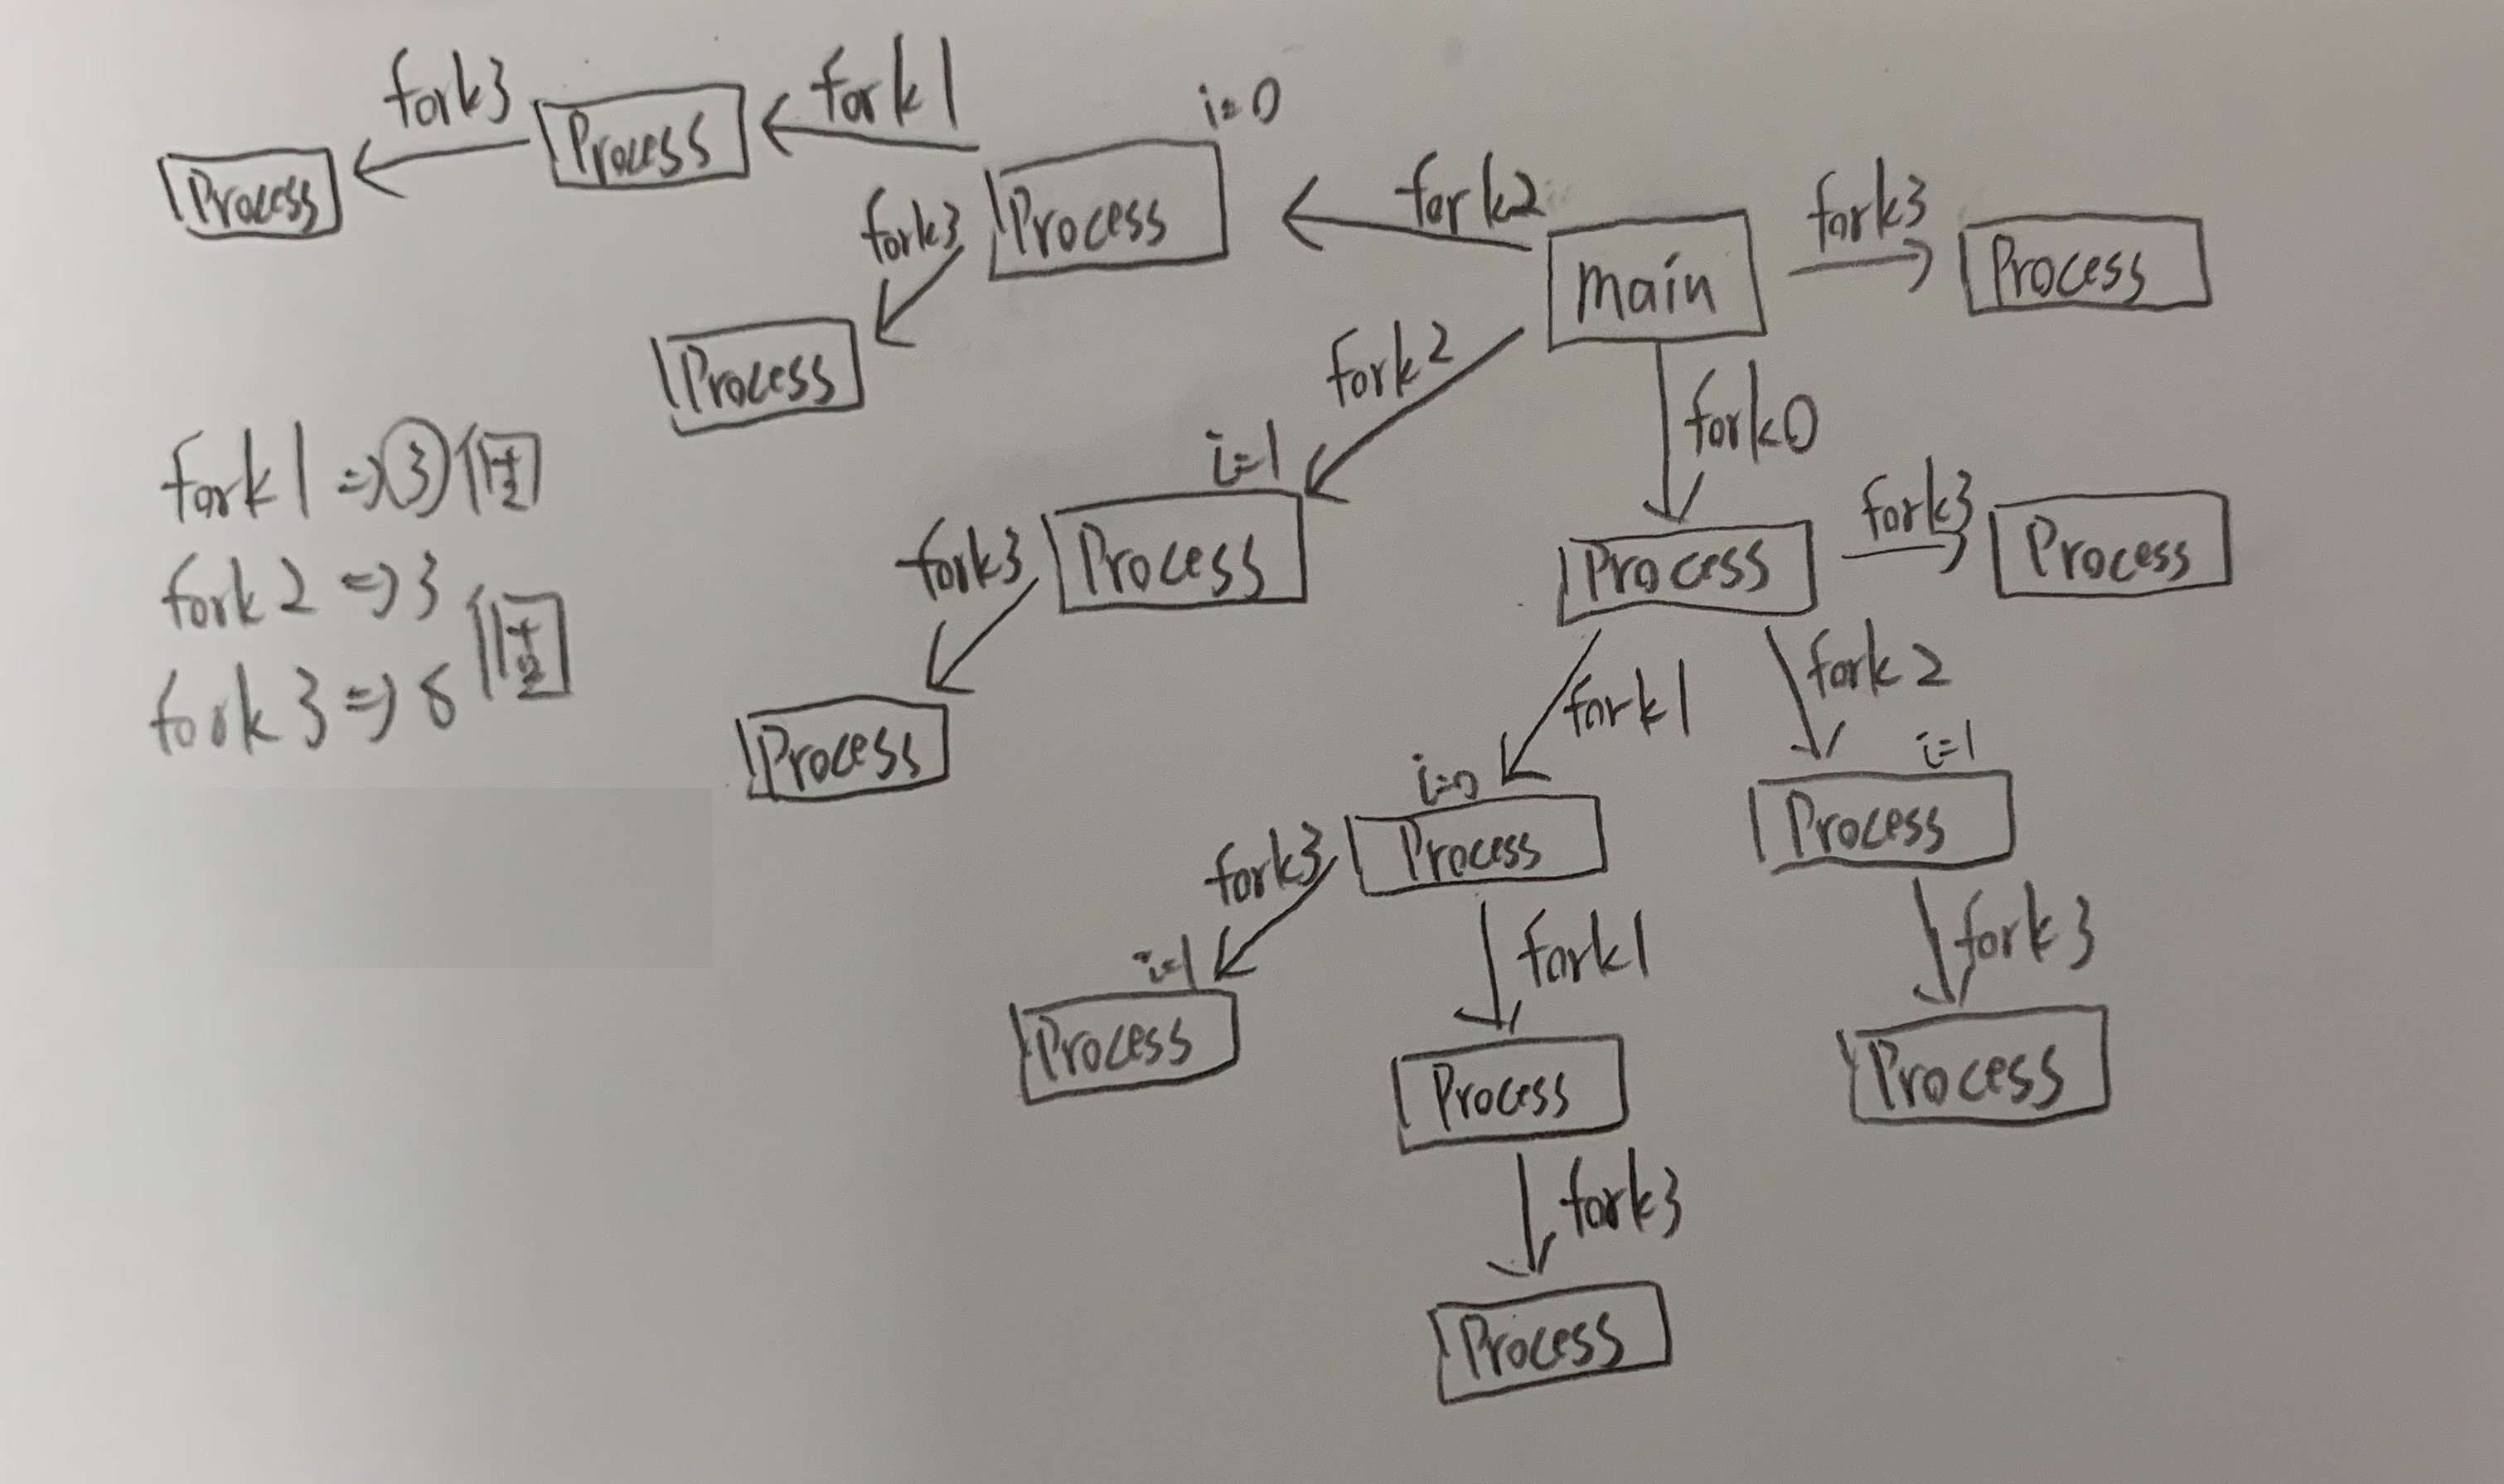 fork3
fork1
i=0
Process
Process
fork3
Process
fork2
main
fork3
Process
Process
fork2
fork0
i=1
fork3
Process
Process
fork3
Process
fork1 => 3 個
fork2 => 3
fork3 => 8 個
Process
fork1
fork2
i=0
i=1
fork3
Process
Process
i=1
fork1
fork3
Process
Process
Process
fork3
Process